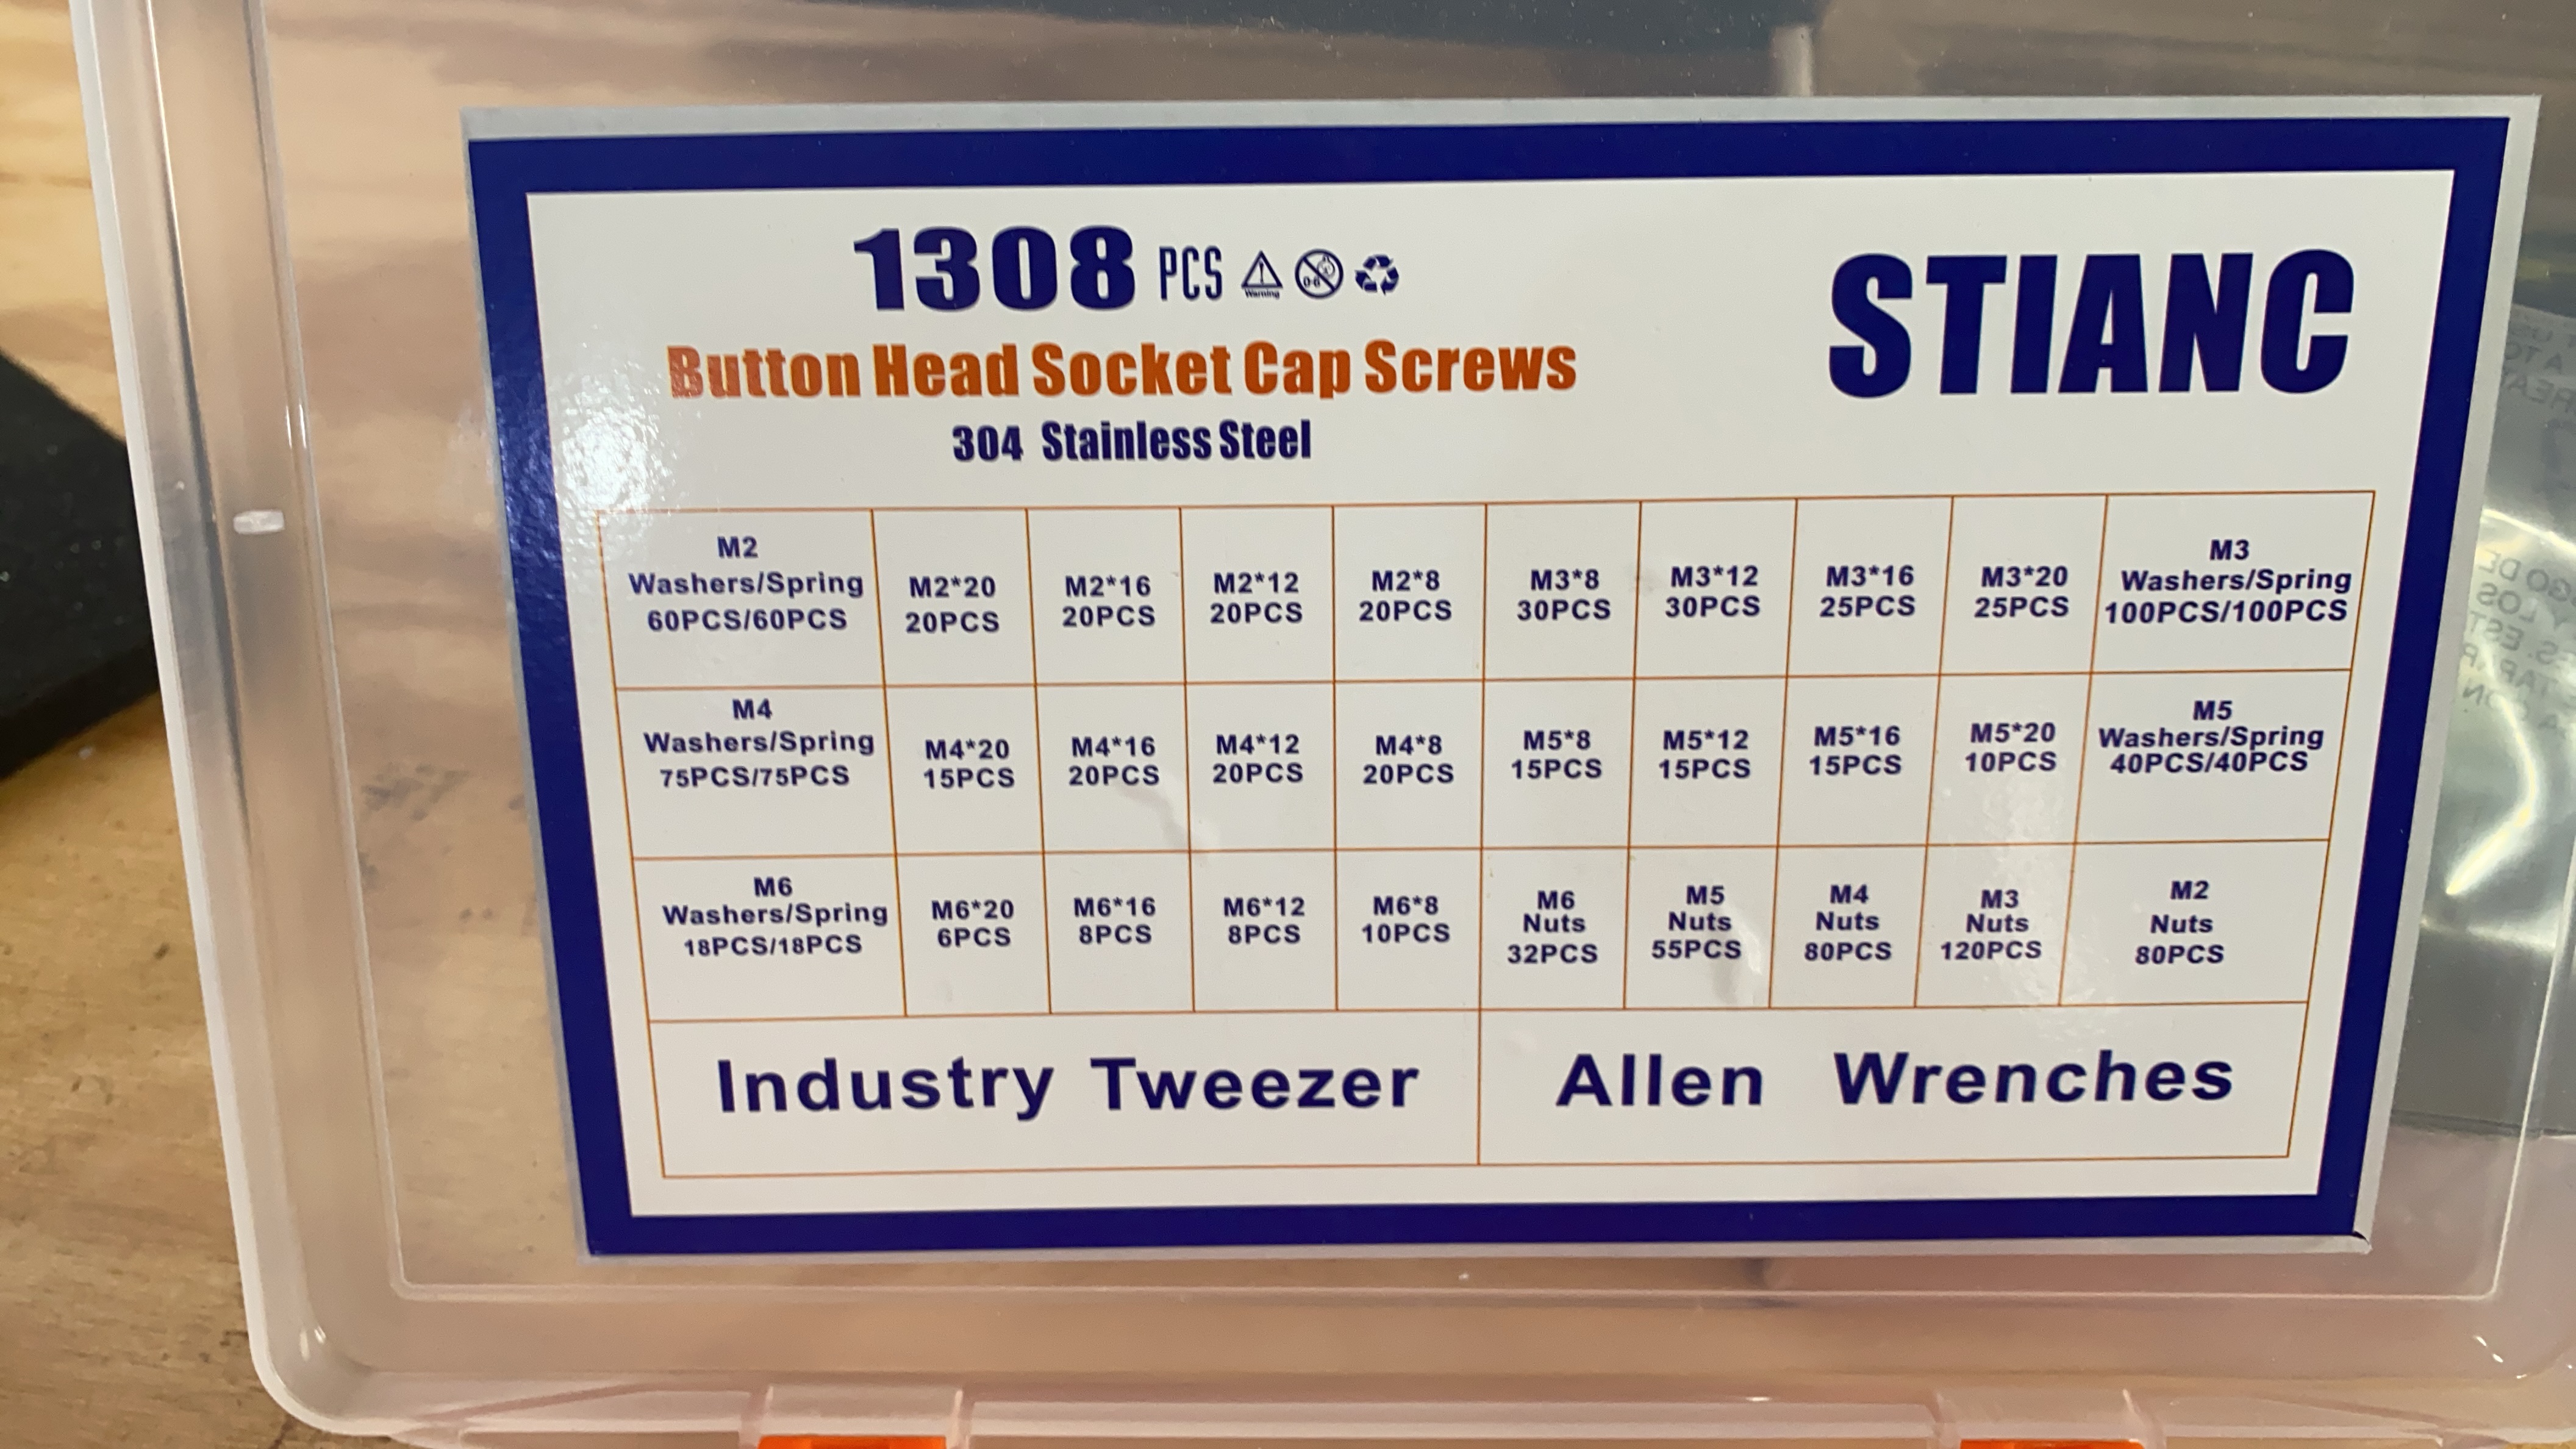 1308 PCS
Warning
0-6
STIANC
Button Head Socket Cap Screws
304 Stainless Steel
M2
Washers/Spring
60PCS/60PCS
M2*20
20PCS
M2*16
20PCS
M2*12
20PCS
M2*8
20PCS
M3*8
30PCS
M3*12
30PCS
M3*16
25PCS
M3*20
25PCS
M3
Washers/Spring
100PCS/100PCS
M4
Washers/Spring
75PCS/75PCS
M4*20
15PCS
M4*16
20PCS
M4*12
20PCS
M4*8
20PCS
M5*8
15PCS
M5*12
15PCS
M5*16
15PCS
M5*20
10PCS
M5
Washers/Spring
40PCS/40PCS
M6
Washers/Spring
18PCS/18PCS
M6*20
6PCS
M6*16
8PCS
M6*12
8PCS
M6*8
10PCS
M6
Nuts
32PCS
M5
Nuts
55PCS
M4
Nuts
80PCS
M3
Nuts
120PCS
M2
Nuts
80PCS
Industry Tweezer
Allen Wrenches